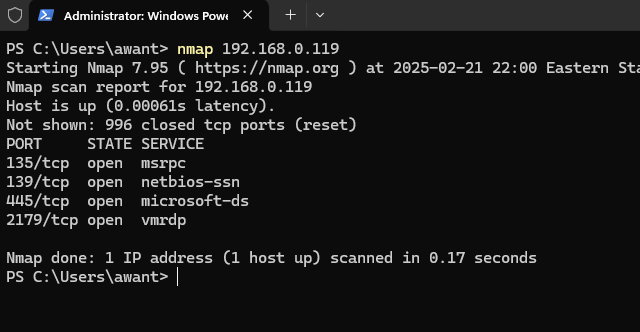 Administrator: Windows Powe
PS C:\Users\awant> nmap 192.168.0.119
Starting Nmap 7.95 ( https://nmap.org ) at 2025-02-21 22:00 Eastern Sta
Nmap scan report for 192.168.0.119
Host is up (0.00061s latency).
Not shown: 996 closed tcp ports (reset)
PORT     STATE SERVICE
135/tcp  open  msrpc
139/tcp  open  netbios-ssn
445/tcp  open  microsoft-ds
2179/tcp open  vmrdp
Nmap done: 1 IP address (1 host up) scanned in 0.17 seconds
PS C:\Users\awant>